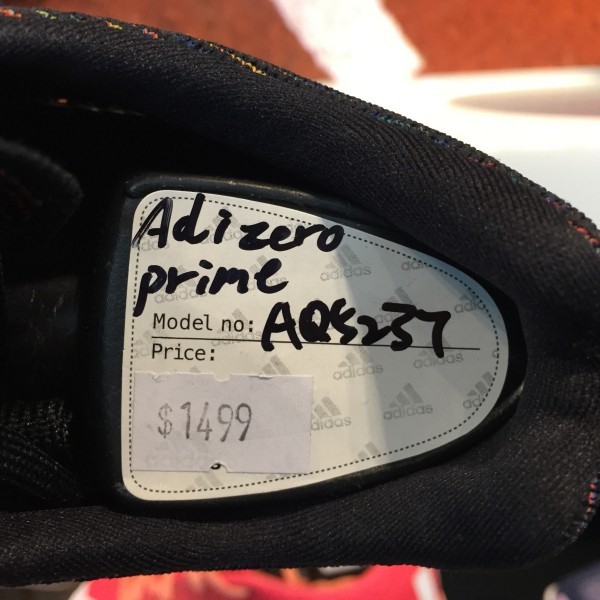 Adizero
prime
Model no: AQ5237
Price:
$1499